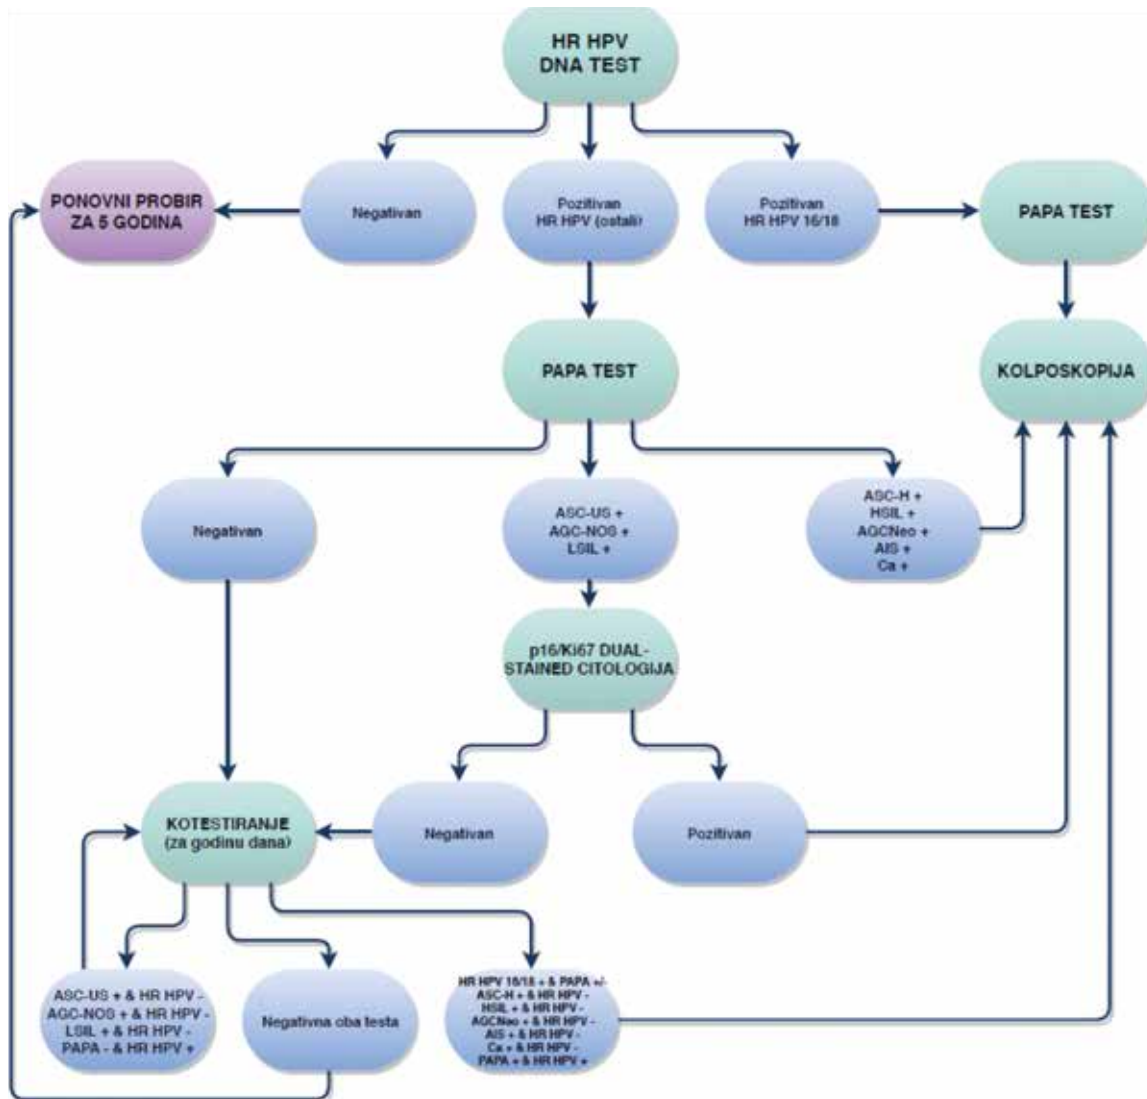 HR HPV
DNA TEST
PONOVNI PROBIR
ZA 5 GODINA
Negativan
Pozitivan
HR HPV (ostali)
Pozitivan
HR HPV 16/18
PAPA TEST
PAPA TEST
KOLPOSKOPIJA
Negativan
ASC-US +
AGC-NOS +
LSIL +
ASC-H +
HSIL +
AGCNeo +
AIS +
Ca +
p16/Ki67 DUAL-
STAINED CITOLOGIJA
KOTESTIRANJE
(za godinu dana)
Negativan
Pozitivan
ASC-US + & HR HPV -
AGC-NOS + & HR HPV -
LSIL + & HR HPV -
PAPA - & HR HPV +
Negativna oba testa
HR HPV 16/18 + & PAPA +/-
ASC-H + & HR HPV -
HSIL + & HR HPV -
AGCNeo + & HR HPV -
AIS + & HR HPV -
Ca + & HR HPV -
PAPA + & HR HPV +